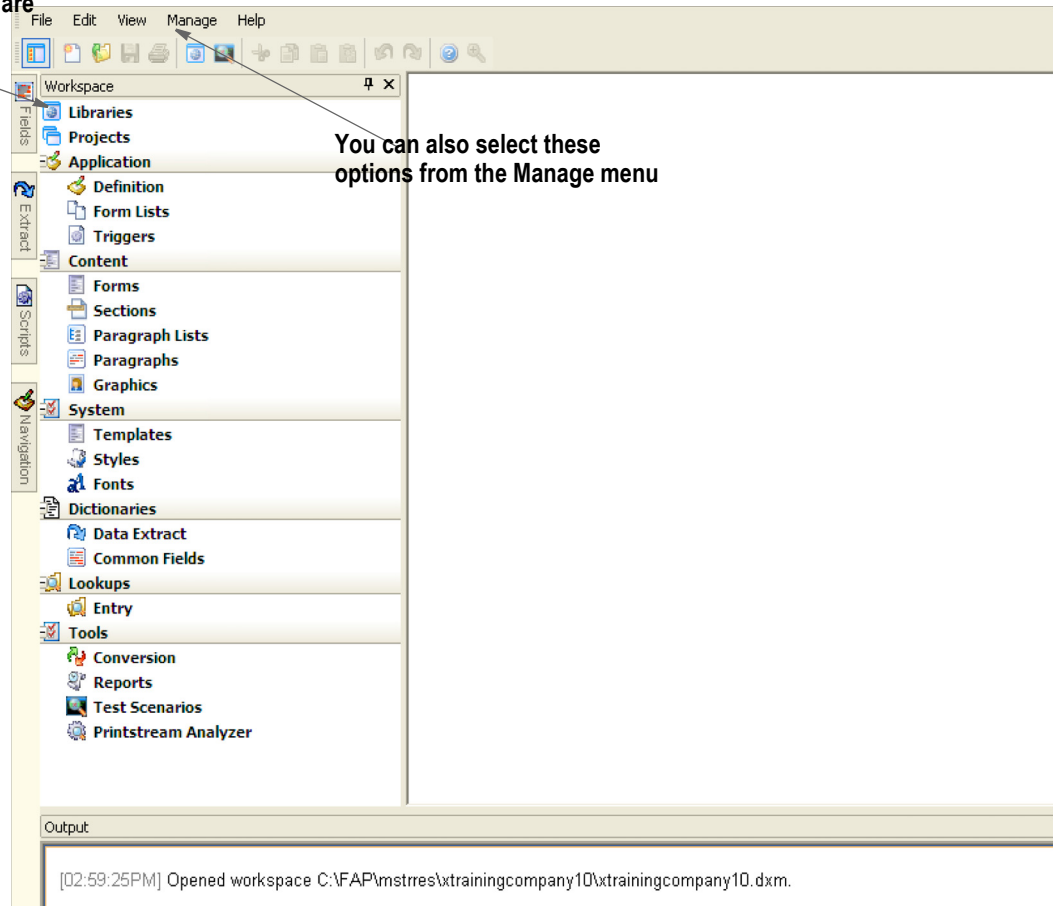 are
File Edit View Manage Help
Workspace
Libraries
Projects
Application
Definition
Form Lists
Triggers
Content
Forms
Sections
Paragraph Lists
Paragraphs
Graphics
System
Templates
Styles
Fonts
Dictionaries
Data Extract
Common Fields
Lookups
Entry
Tools
Conversion
Reports
Test Scenarios
Printstream Analyzer
Fields
Extract
Scripts
Navigation
You can also select these
options from the Manage menu
Output
[02:59:25PM] Opened workspace C:\FAP\mstrres\xtrainingcompany10\xtrainingcompany10.dxm.